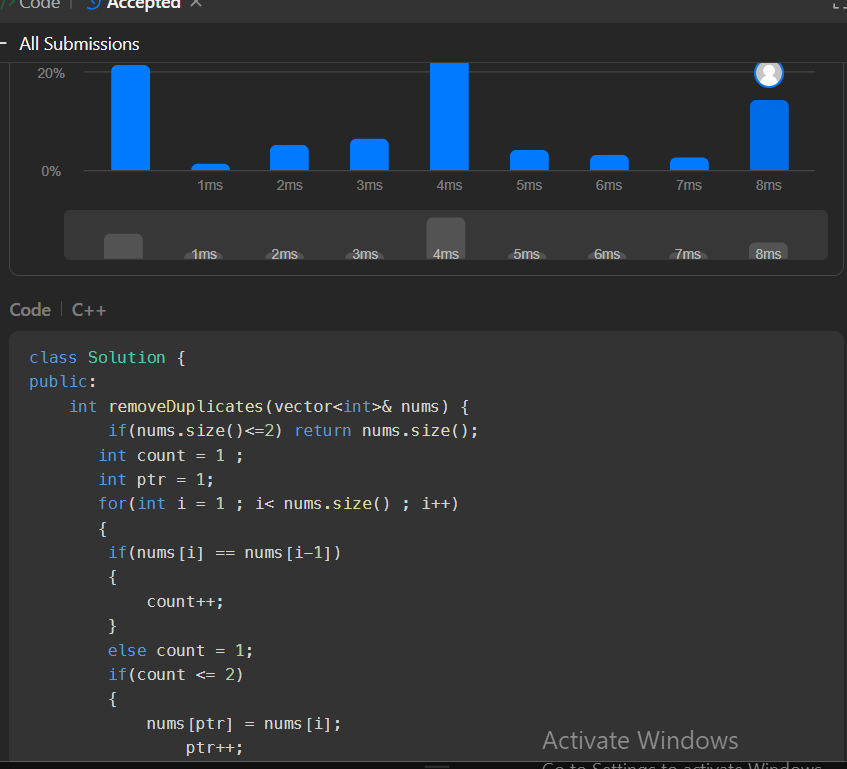 Code | Accepted ×
All Submissions
20%
0%
1ms 2ms 3ms 4ms 5ms 6ms 7ms 8ms
1ms 2ms 3ms 4ms 5ms 6ms 7ms 8ms
Code | C++
class Solution {
public:
    int removeDuplicates(vector<int>& nums) {
        if(nums.size()<=2) return nums.size();
       int count = 1 ;
       int ptr = 1;
       for(int i = 1 ; i< nums.size() ; i++)
       {
        if(nums[i] == nums[i-1])
        {
            count++;
        }
        else count = 1;
        if(count <= 2)
        {
            nums[ptr] = nums[i];
                ptr++;
Activate Windows
Go to Settings to activate Windows.